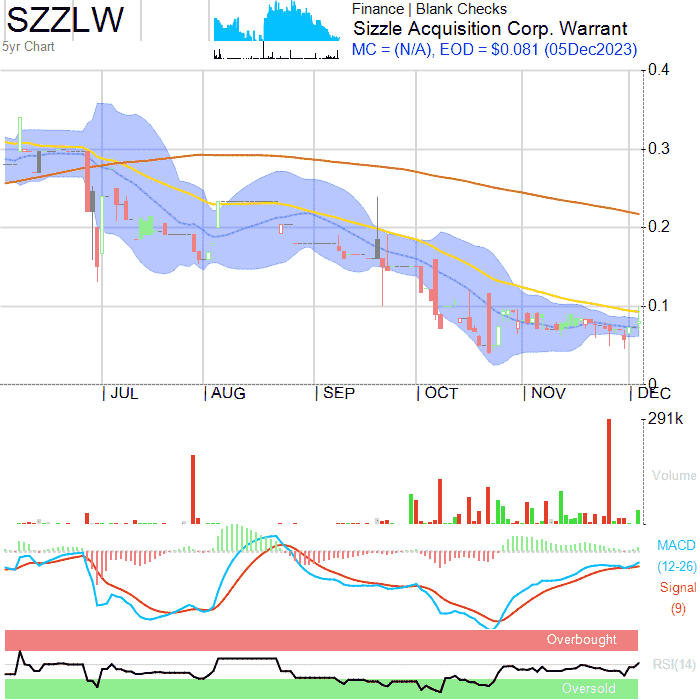 SZZLW
5yr Chart
Finance | Blank Checks
Sizzle Acquisition Corp. Warrant
MC = (N/A), EOD = $0.081 (05Dec2023)
0.4
0.3
0.2
0.1
0
JUL AUG SEP OCT NOV DEC
291k
Volume
MACD
(12-26)
Signal
(9)
Overbought
RSI(14)
Oversold